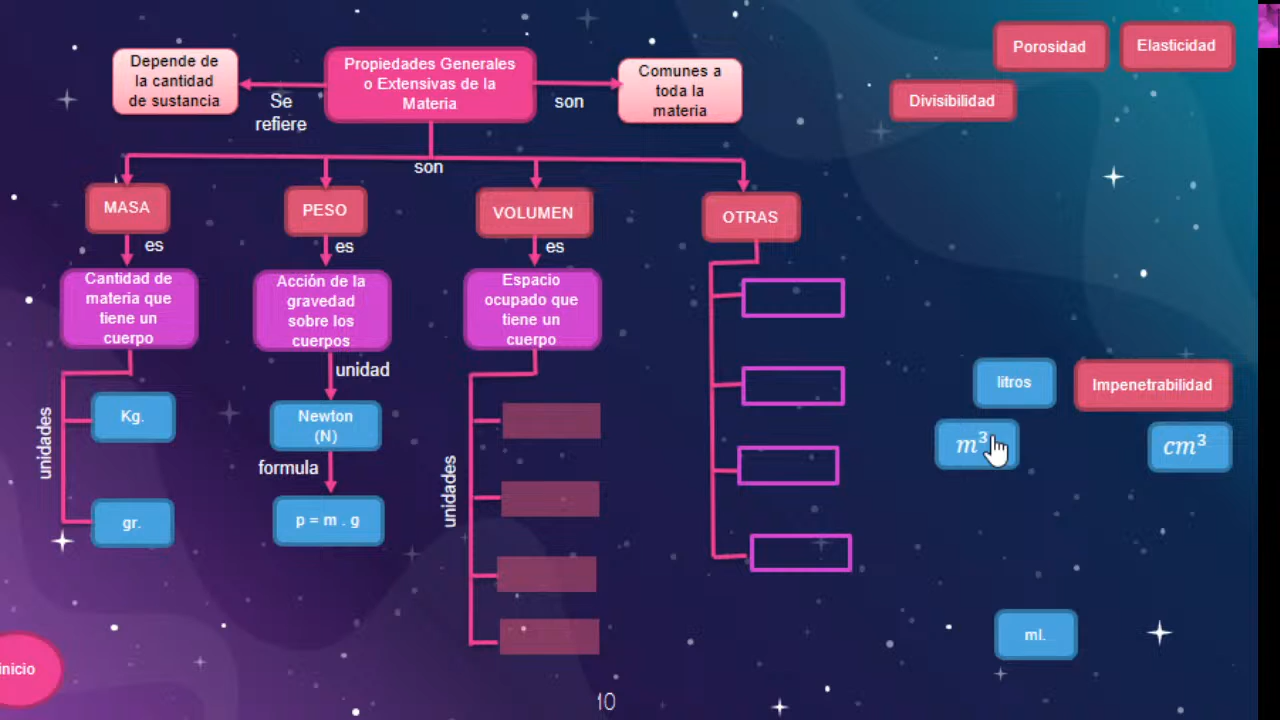 Porosidad
Elasticidad
Depende de
la cantidad
de sustancia
Se
refiere
Propiedades Generales
o Extensivas de la
Materia
son
Comunes a
toda la
materia
Divisibilidad
son
MASA
PESO
VOLUMEN
OTRAS
es
es
es
Cantidad de
materia que
tiene un
cuerpo
Acción de la
gravedad
sobre los
cuerpos
Espacio
ocupado que
tiene un
cuerpo
unidad
unidades
Kg.
gr.
Newton
(N)
formula
p = m . g
unidades
litros
Impenetrabilidad
m³
cm³
ml.
inicio
10